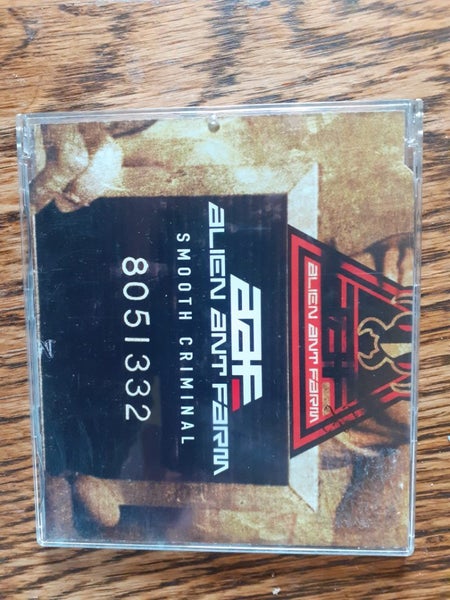 ALIEN ANT FARM
aaf
ALIEN ANT FARM
SMOOTH CRIMINAL
8051332